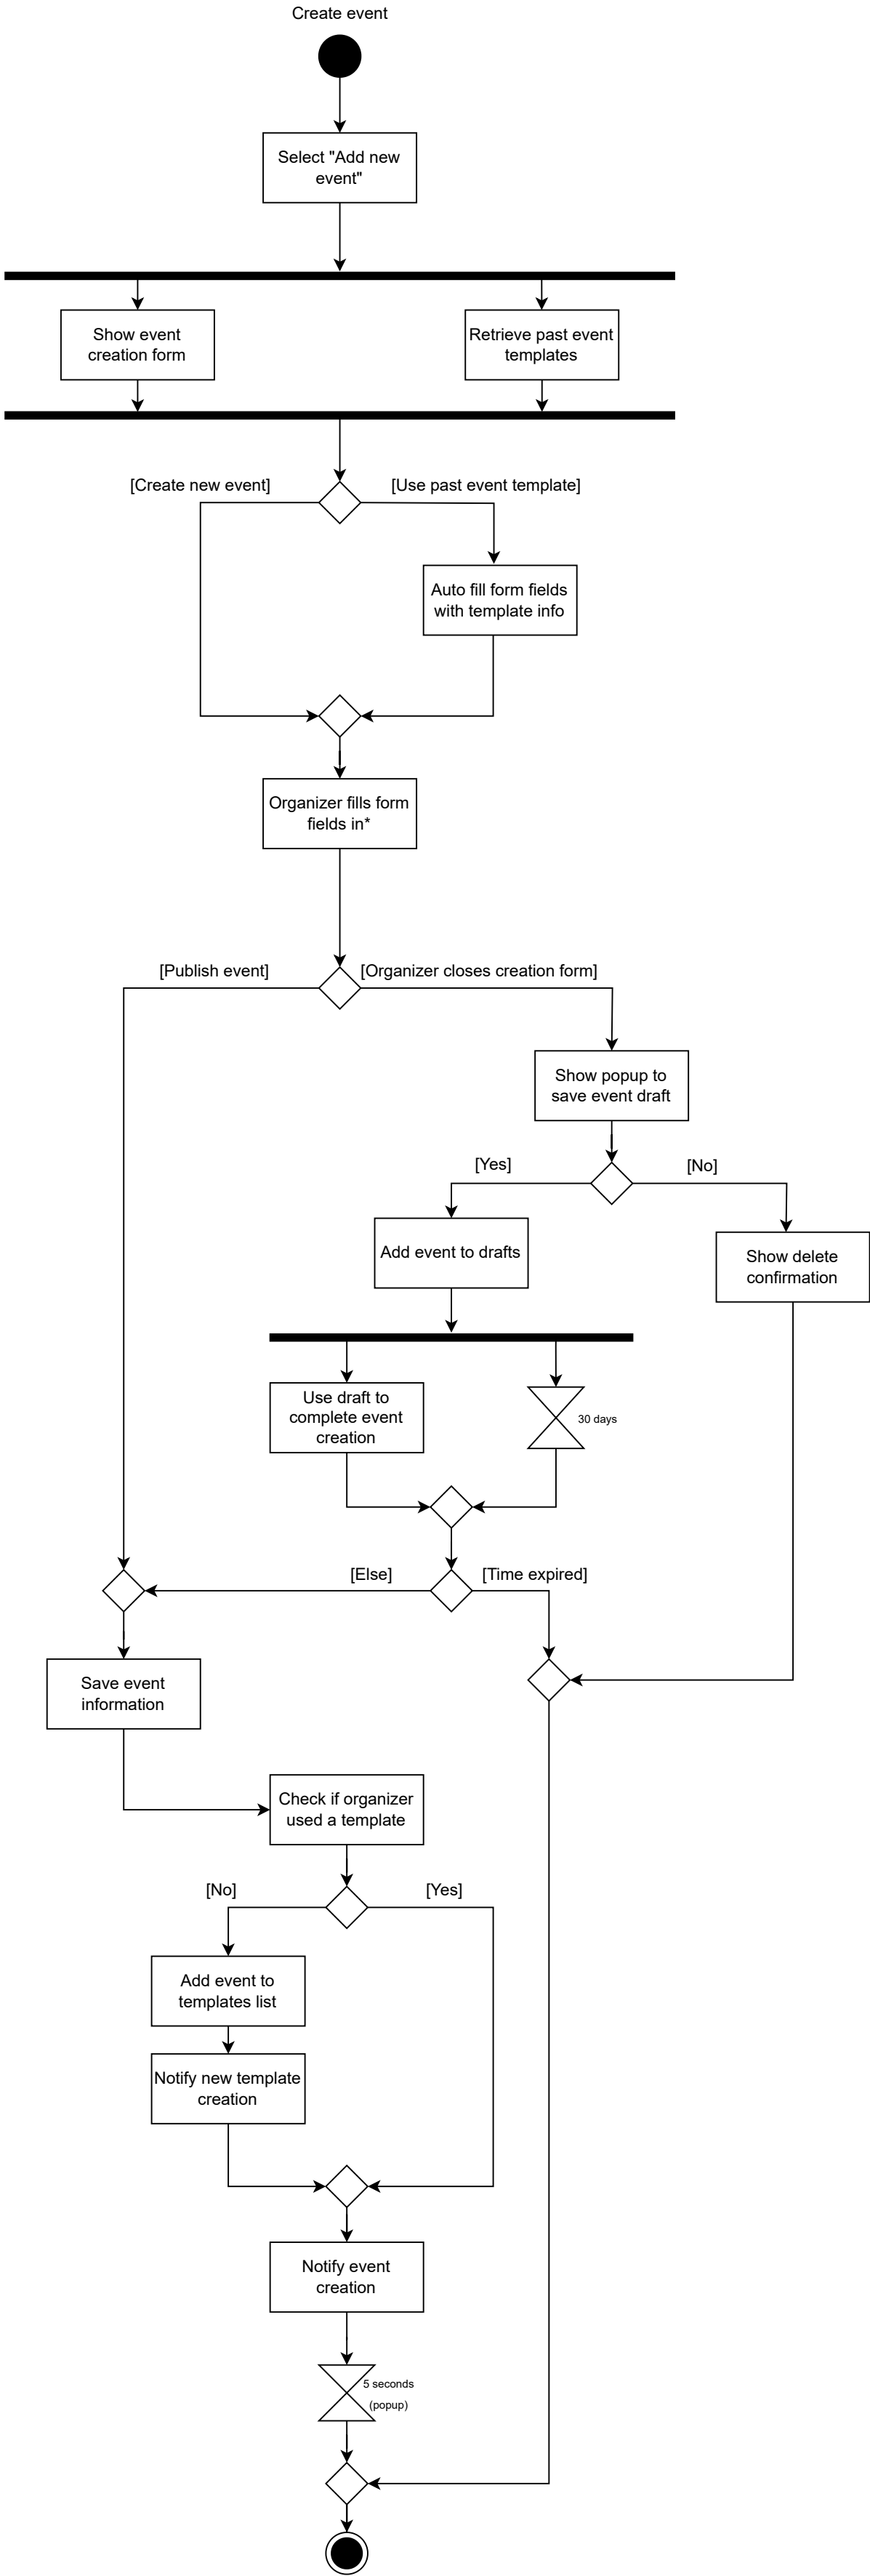 Create event
Select "Add new
event"
Show event
creation form
Retrieve past event
templates
[Create new event]
[Use past event template]
Auto fill form fields
with template info
Organizer fills form
fields in*
[Publish event]
[Organizer closes creation form]
Show popup to
save event draft
[Yes]
[No]
Add event to drafts
Show delete
confirmation
Use draft to
complete event
creation
30 days
[Else]
[Time expired]
Save event
information
Check if organizer
used a template
[No]
[Yes]
Add event to
templates list
Notify new template
creation
Notify event
creation
5 seconds
(popup)